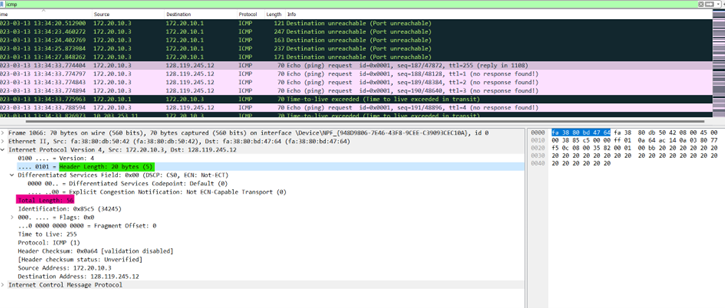 icmp
Source Destination Protocol Length Info
023-03-13 13:34:20.512900 172.20.10.3 172.20.10.1 ICMP 121 Destination unreachable (Port unreachable)
023-03-13 13:34:23.460272 172.20.10.3 172.20.10.1 ICMP 247 Destination unreachable (Port unreachable)
023-03-13 13:34:24.402769 172.20.10.3 172.20.10.1 ICMP 163 Destination unreachable (Port unreachable)
023-03-13 13:34:25.873984 172.20.10.3 172.20.10.1 ICMP 237 Destination unreachable (Port unreachable)
023-03-13 13:34:27.848262 172.20.10.3 172.20.10.1 ICMP 171 Destination unreachable (Port unreachable)
023-03-13 13:34:33.774404 172.20.10.3 128.119.245.12 ICMP 70 Echo (ping) request id=0x0001, seq=187/47872, ttl=255 (reply in 1108)
023-03-13 13:34:33.774797 172.20.10.3 128.119.245.12 ICMP 70 Echo (ping) request id=0x0001, seq=188/48128, ttl=1 (no response found!)
023-03-13 13:34:33.774843 172.20.10.3 128.119.245.12 ICMP 70 Echo (ping) request id=0x0001, seq=189/48384, ttl=2 (no response found!)
023-03-13 13:34:33.774893 172.20.10.3 128.119.245.12 ICMP 70 Echo (ping) request id=0x0001, seq=190/48640, ttl=3 (no response found!)
023-03-13 13:34:33.775963 172.20.10.1 172.20.10.3 ICMP 70 Time-to-live exceeded (Time to live exceeded in transit)
023-03-13 13:34:33.788594 172.20.10.3 128.119.245.12 ICMP 70 Echo (ping) request id=0x0001, seq=191/48896, ttl=4 (no response found!)
Frame 1066: 70 bytes on wire (560 bits), 70 bytes captured (560 bits) on interface
Ethernet II, Src: fa:38:80:db:50:42 (fa:38:80:db:50:42), Dst: fa:38:80:bd:47:64 (fa:38:80:bd:47:64)
Internet Protocol Version 4, Src: 172.20.10.3, Dst: 128.119.245.12
0100 .... = Version: 4
.... 0101 = Header Length: 20 Bytes (5)
Differentiated Services Field: 0x00 (DSCP: CS0, ECN: Not-ECT)
0000 00.. = Differentiated Services Codepoint: Default (0)
.... ..00 = Explicit Congestion Notification: Not ECN-Capable Transport (0)
Total Length: 56
Identification: 0x85c5 (34245)
000. .... = Flags: 0x0
...0 0000 0000 0000 = Fragment Offset: 0
Time to Live: 255
Protocol: ICMP (1)
Header Checksum: 0x0a64 [validation disabled]
[Header checksum status: Unverified]
Source Address: 172.20.10.3
Destination Address: 128.119.245.12
Internet Control Message Protocol
0000 fa 38 80 bd 47 64 fa 38 80 db 50 42 08 00 45 00
0010 00 38 85 c5 00 00 ff 01 0a 64 ac 14 0a 03 80 77
0020 f5 0c 08 00 35 82 00 01 00 bb 20 20 20 20 20 20
0030 20 20 20 20 20 20 20 20 20 20 20 20 20 20 20 20
0040 20 20 20 20 20 20